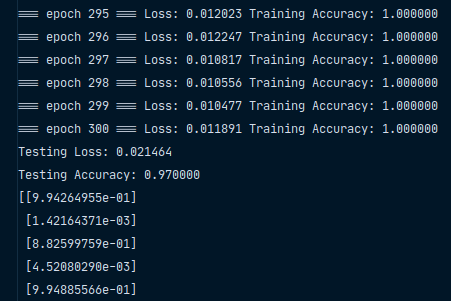 === epoch 295 === Loss: 0.012023 Training Accuracy: 1.000000
=== epoch 296 === Loss: 0.012247 Training Accuracy: 1.000000
=== epoch 297 === Loss: 0.010817 Training Accuracy: 1.000000
=== epoch 298 === Loss: 0.010556 Training Accuracy: 1.000000
=== epoch 299 === Loss: 0.010477 Training Accuracy: 1.000000
=== epoch 300 === Loss: 0.011891 Training Accuracy: 1.000000
Testing Loss: 0.021464
Testing Accuracy: 0.970000
[[9.94264955e-01]
[1.42164371e-03]
[8.82599759e-01]
[4.52080290e-03]
[9.94885566e-01]